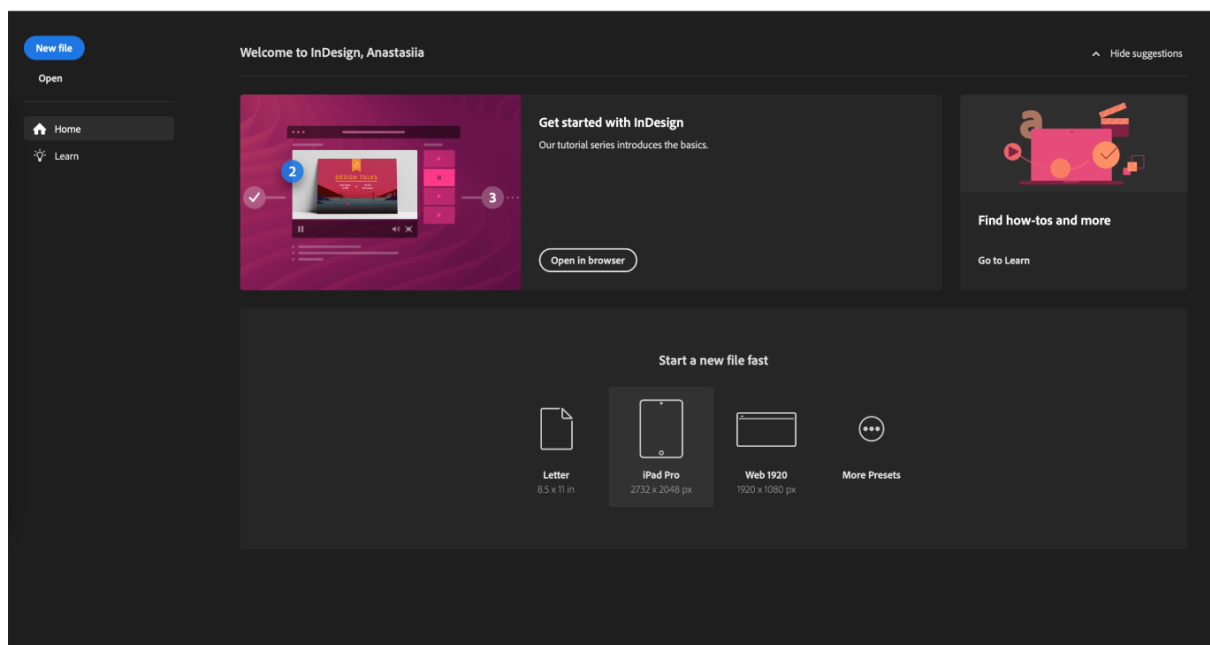 New file
Open
Home
Learn
Welcome to InDesign, Anastasiia
Hide suggestions
2
3
DESIGN TALKS
Get started with InDesign
Our tutorial series introduces the basics.
Open in browser
a
Find how-tos and more
Go to Learn
Start a new file fast
Letter
8.5 x 11 in
iPad Pro
2732 x 2048 px
Web 1920
1920 x 1080 px
More Presets